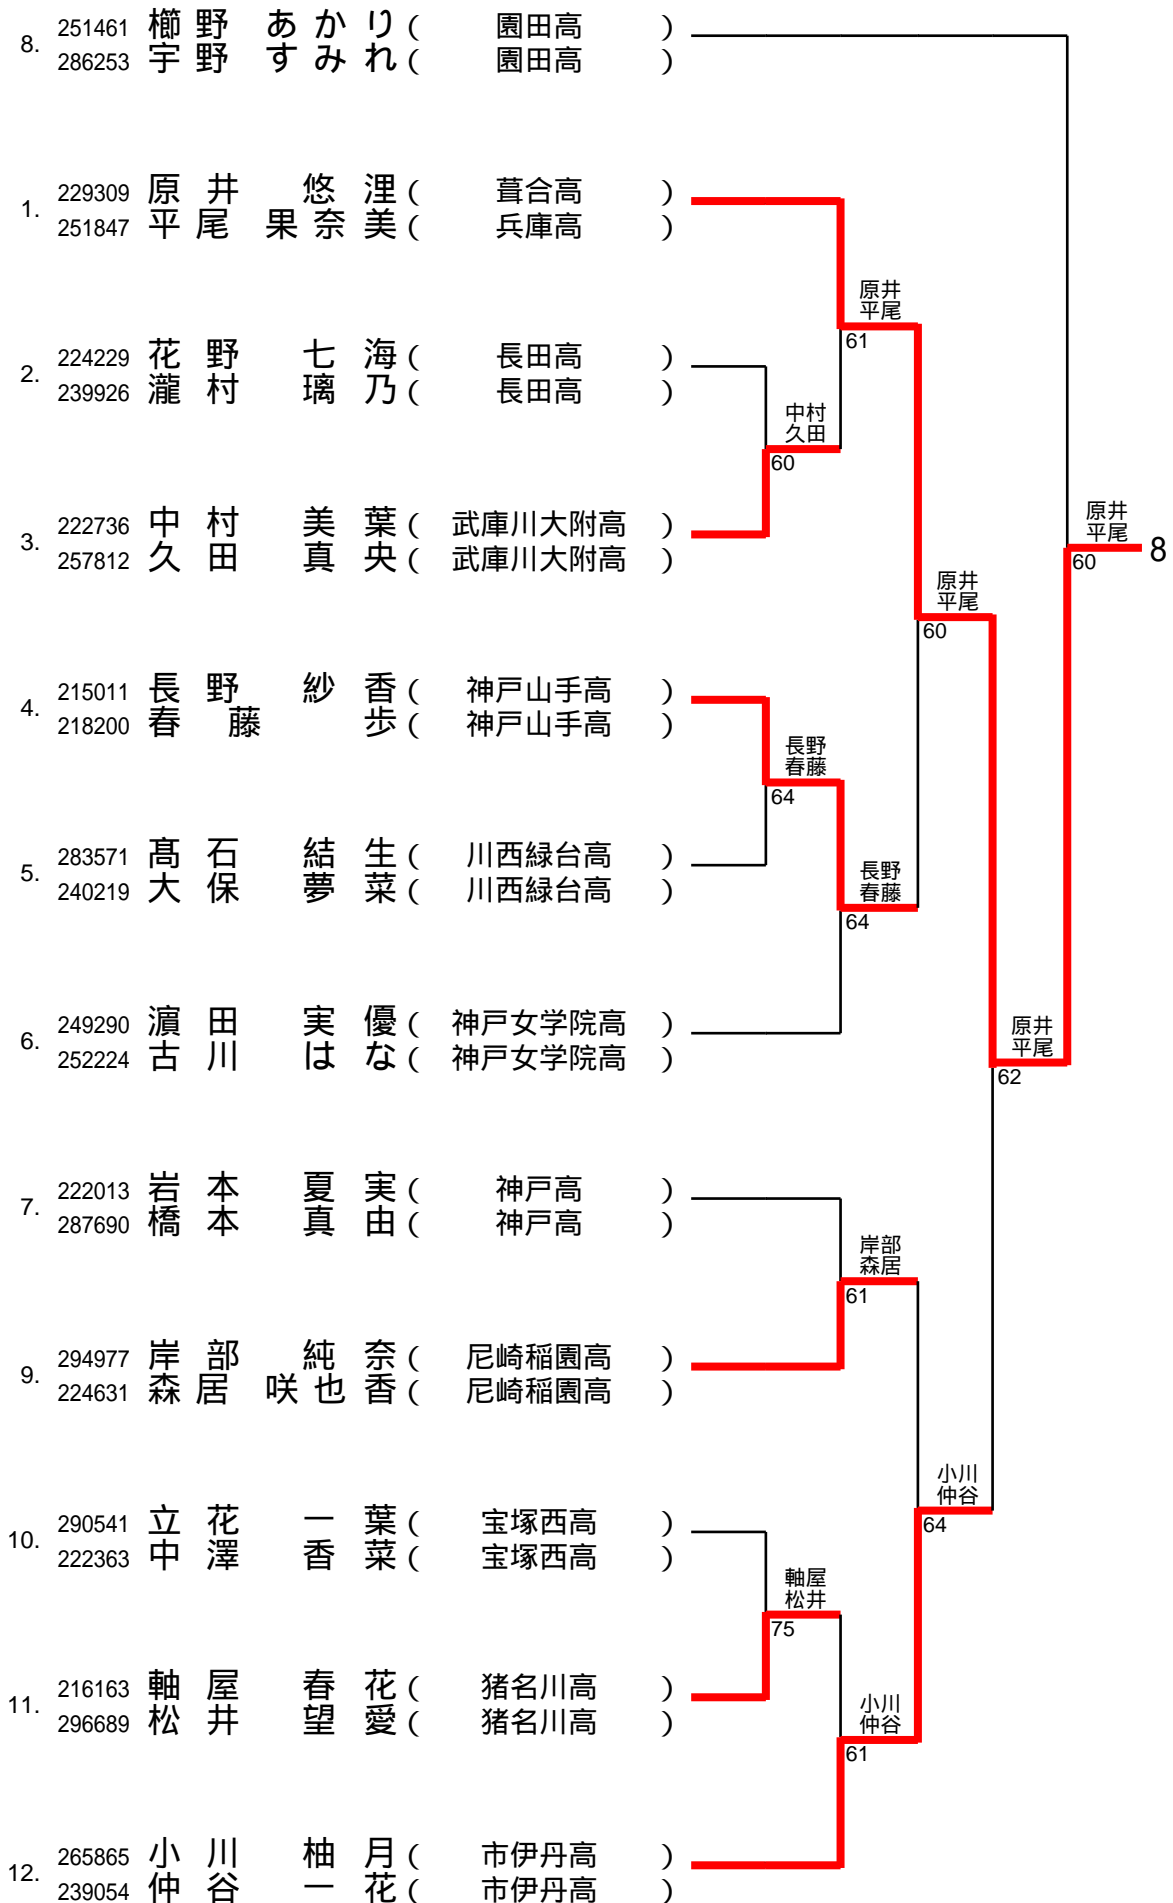 8. 251461 櫛野 あかり ( 園田高 )
286253 宇野 すみれ ( 園田高 )
1. 229309 原井 悠浬 ( 葺合高 )
251847 平尾 果奈美 ( 兵庫高 )
原井
平尾
61
2. 224229 花野 七海 ( 長田高 )
239926 瀧村 璃乃 ( 長田高 )
中村
久田
60
3. 222736 中村 美葉 ( 武庫川大附高 )
257812 久田 真央 ( 武庫川大附高 )
原井
平尾
60
8
原井
平尾
60
4. 215011 長野 紗香 ( 神戸山手高 )
218200 春藤 歩 ( 神戸山手高 )
長野
春藤
64
5. 283571 髙石 結生 ( 川西緑台高 )
240219 大保 夢菜 ( 川西緑台高 )
長野
春藤
64
6. 249290 濵田 実優 ( 神戸女学院高 )
252224 古川 はな ( 神戸女学院高 )
原井
平尾
62
7. 222013 岩本 夏実 ( 神戸高 )
287690 橋本 真由 ( 神戸高 )
岸部
森居
61
9. 294977 岸部 純奈 ( 尼崎稲園高 )
224631 森居 咲也香 ( 尼崎稲園高 )
小川
仲谷
64
10. 290541 立花 一葉 ( 宝塚西高 )
222363 中澤 香菜 ( 宝塚西高 )
軸屋
松井
75
11. 216163 軸屋 春花 ( 猪名川高 )
296689 松井 望愛 ( 猪名川高 )
小川
仲谷
61
12. 265865 小川 柚月 ( 市伊丹高 )
239054 仲谷 一花 ( 市伊丹高 )